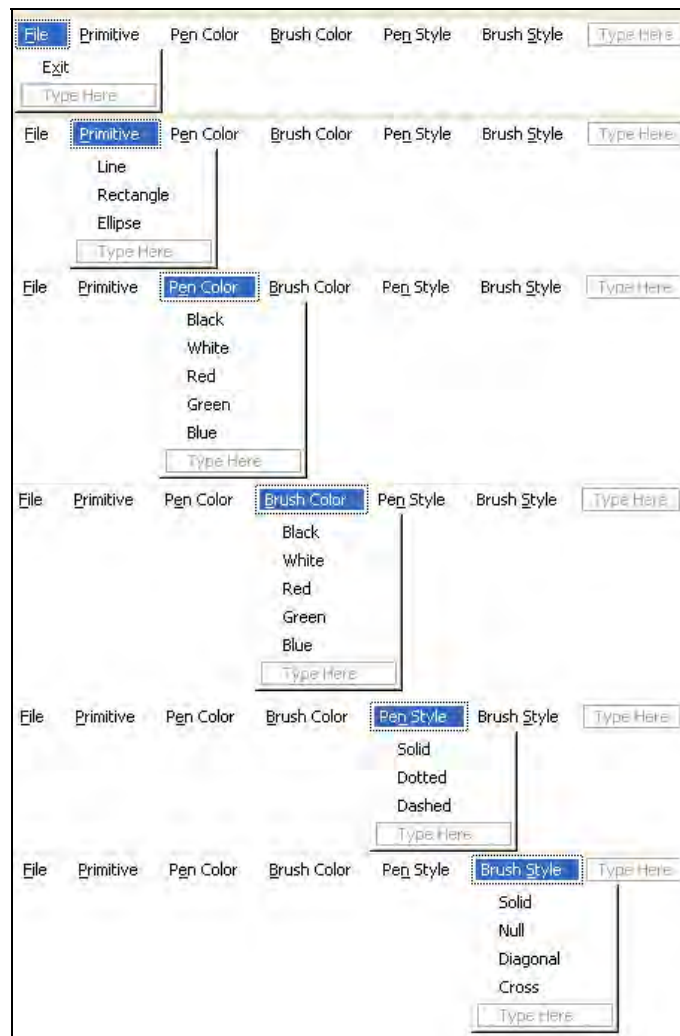 File Primitive Pen Color Brush Color Pen Style Brush Style Type Here
Exit
Type Here
File Primitive Pen Color Brush Color Pen Style Brush Style Type Here
Line
Rectangle
Ellipse
Type Here
File Primitive Pen Color Brush Color Pen Style Brush Style Type Here
Black
White
Red
Green
Blue
Type Here
File Primitive Pen Color Brush Color Pen Style Brush Style Type Here
Black
White
Red
Green
Blue
Type Here
File Primitive Pen Color Brush Color Pen Style Brush Style Type Here
Solid
Dotted
Dashed
Type Here
File Primitive Pen Color Brush Color Pen Style Brush Style Type Here
Solid
Null
Diagonal
Cross
Type Here